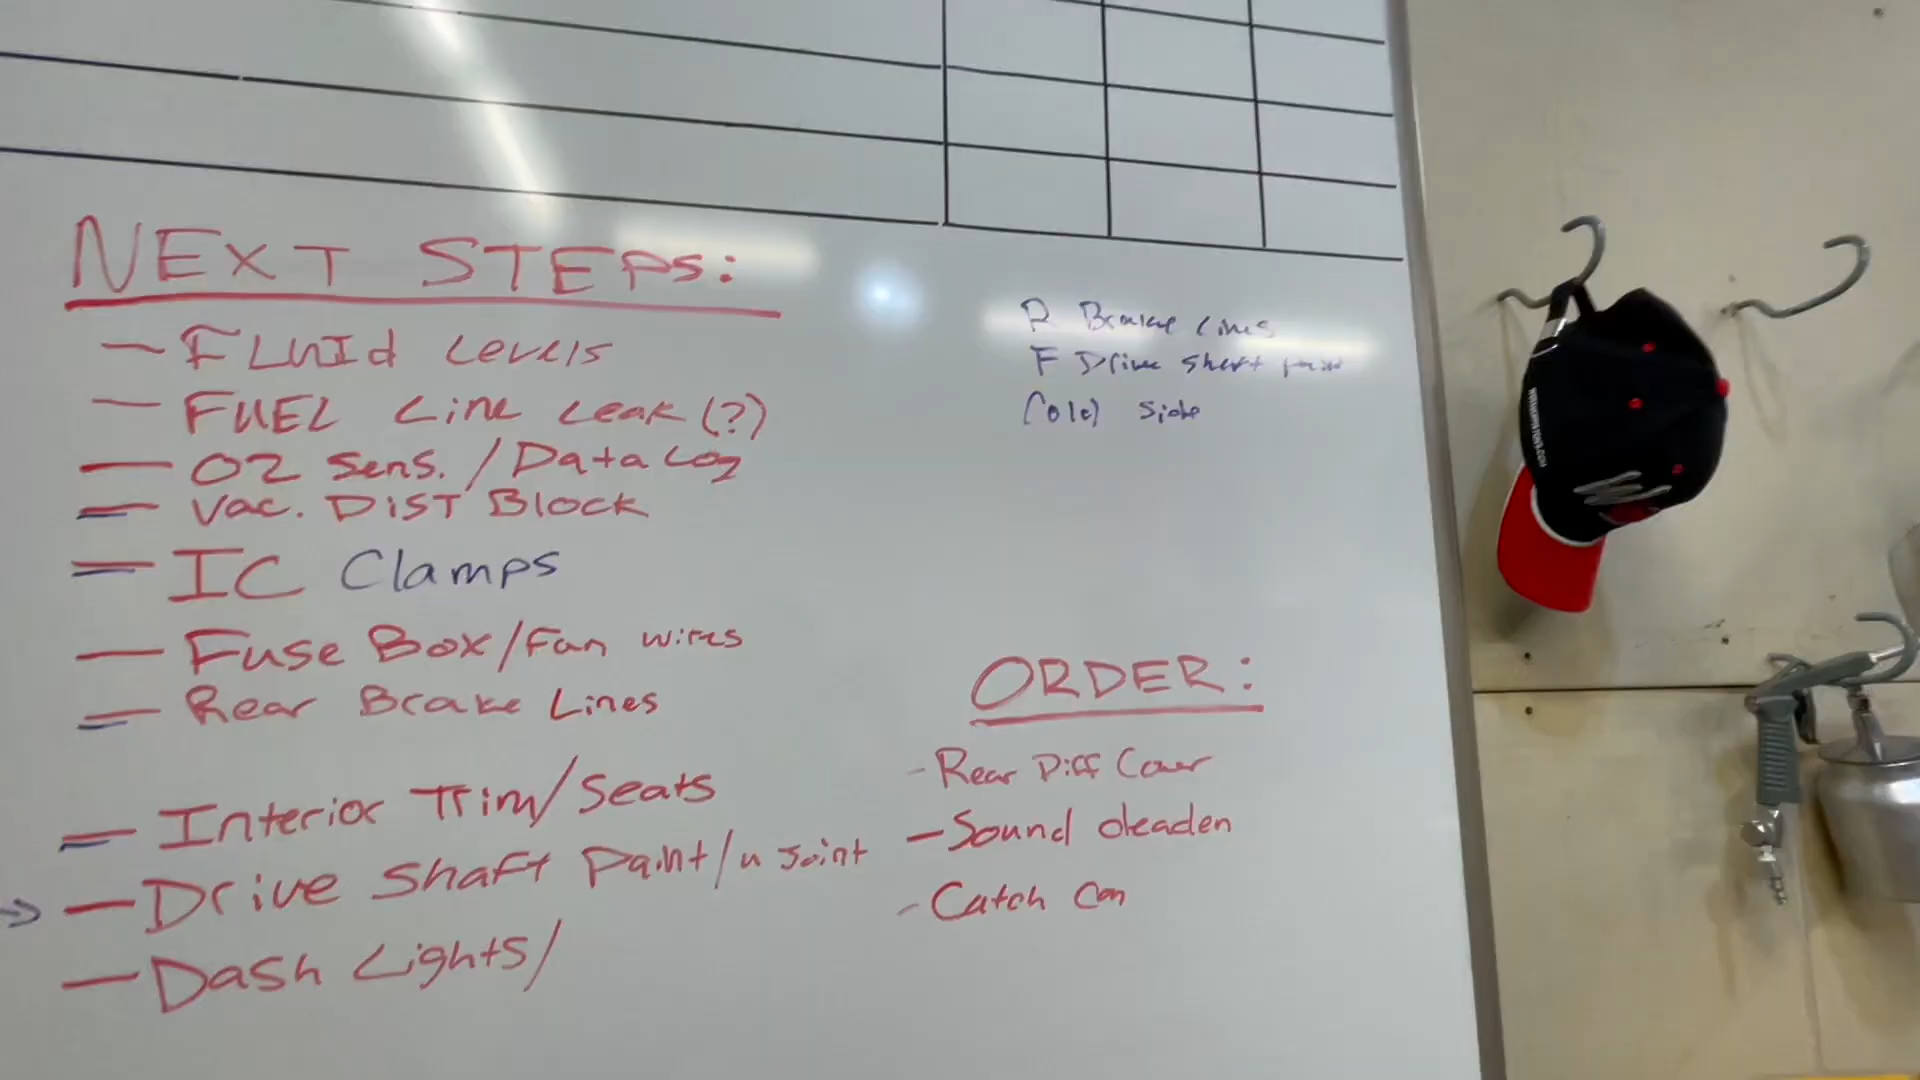 NEXT STEPS:
- FLUId Levels
- FUEL Line Leak (?)
- O2 Sens. / Data Log
- Vac. DiST Block
- IC Clamps
- Fuse Box/Fan wires
- Rear Brake Lines
- Interior Trim/Seats
→ - Drive Shaft Paint/u Joint
- Dash Lights/
R Brake Lines
F Drive Shaft
Cold Side
ORDER:
- Rear Diff Cover
- Sound deaden
- Catch Can